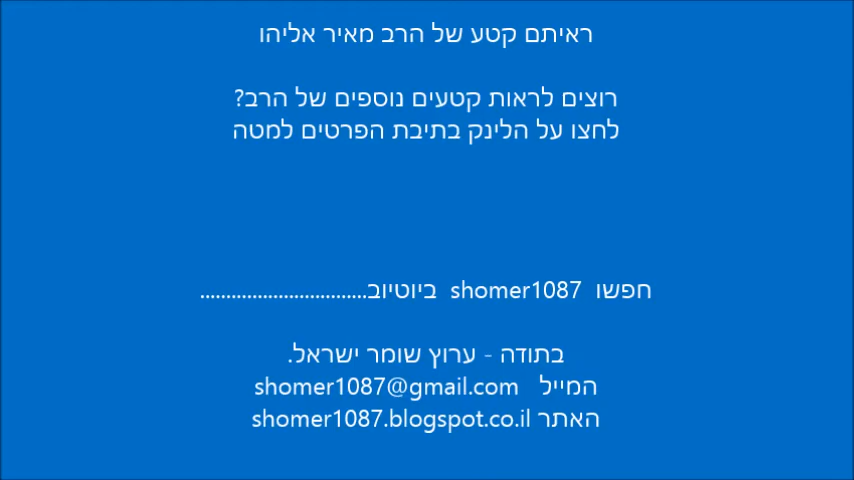 ראיתם קטע של הרב מאיר אליהו
רוצים לראות קטעים נוספים של הרב?
לחצו על הלינק בתיבת הפרטים למטה
חפשו shomer1087 ביוטיוב................................
בתודה - ערוץ שומר ישראל.
המייל shomer1087@gmail.com
האתר shomer1087.blogspot.co.il